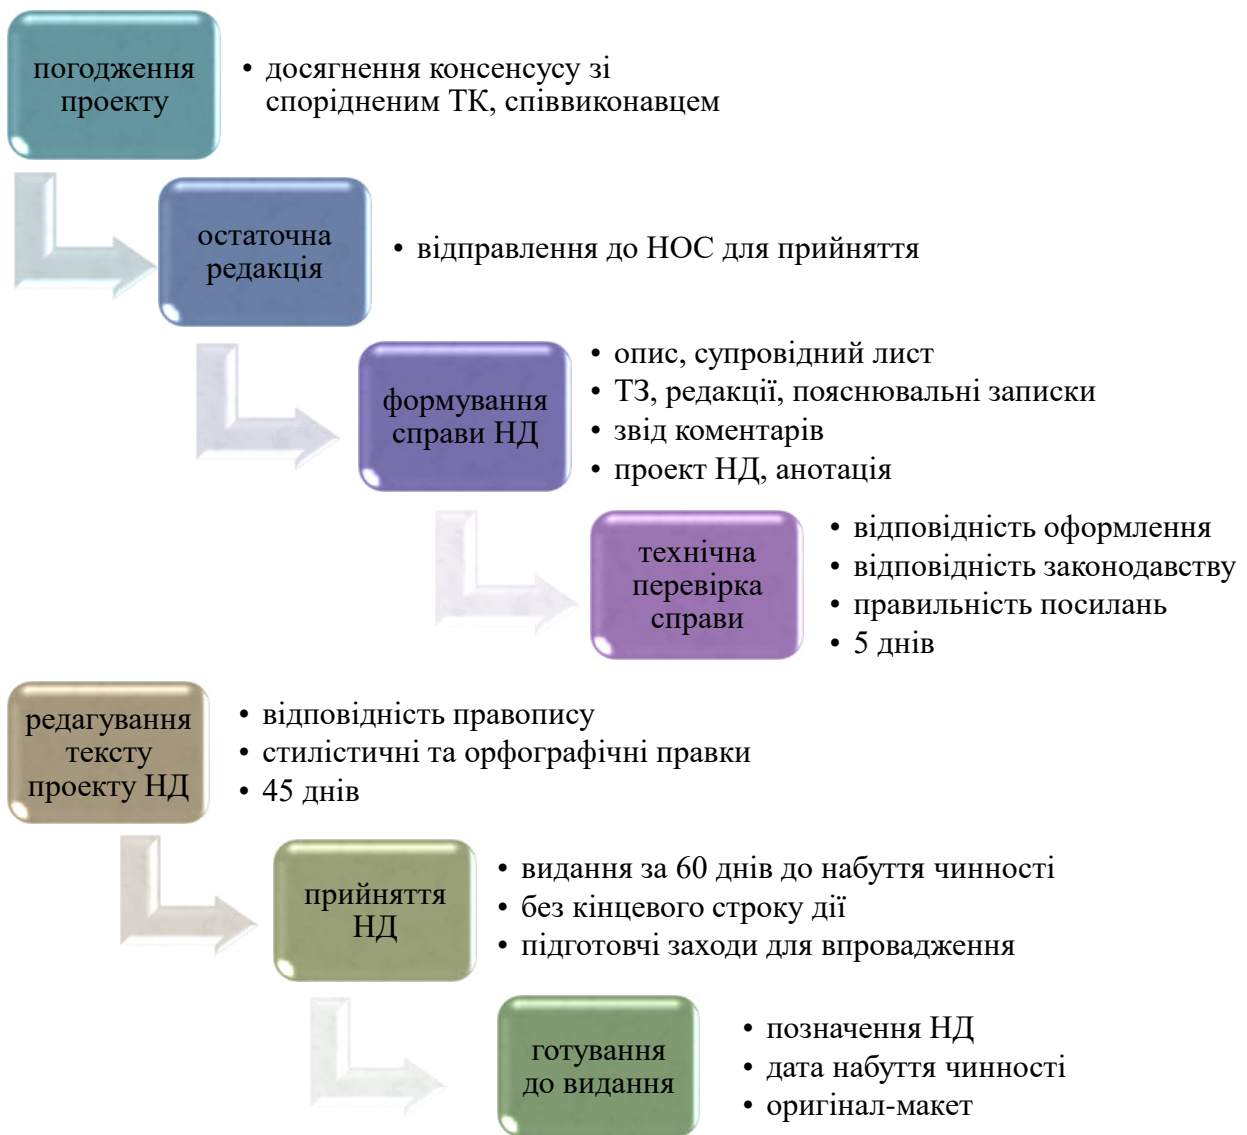 погодження
проекту
• досягнення консенсусу зі
спорідненим ТК, співвиконавцем
остаточна
редакція
• відправлення до НОС для прийняття
формування
справи НД
• опис, супровідний лист
• ТЗ, редакції, пояснювальні записки
• звід коментарів
• проект НД, анотація
технічна
перевірка
справи
• відповідність оформлення
• відповідність законодавству
• правильність посилань
• 5 днів
редагування
тексту
проекту НД
• відповідність правопису
• стилістичні та орфографічні правки
• 45 днів
прийняття
НД
• видання за 60 днів до набуття чинності
• без кінцевого строку дії
• підготовчі заходи для впровадження
готування
до видання
• позначення НД
• дата набуття чинності
• оригінал-макет